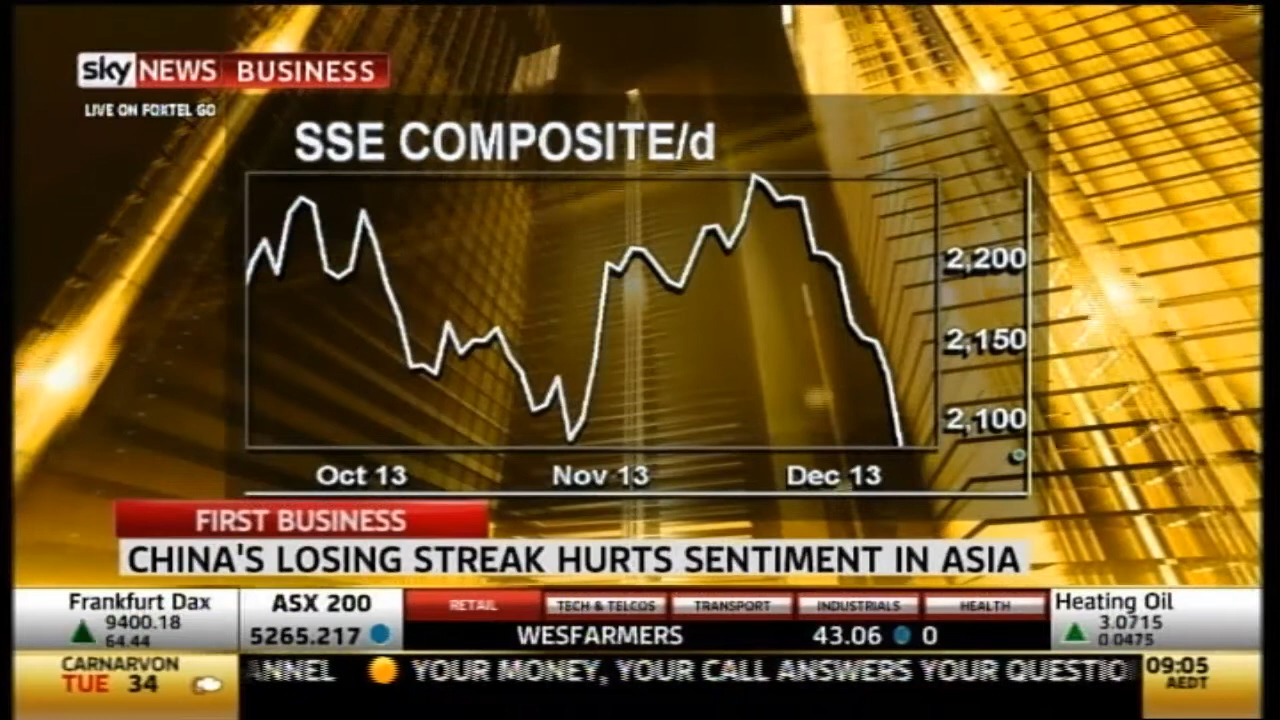 sky NEWS BUSINESS
LIVE ON FOXTEL GO
SSE COMPOSITE/d
2,200
2,150
2,100
Oct 13 Nov 13 Dec 13
FIRST BUSINESS
CHINA'S LOSING STREAK HURTS SENTIMENT IN ASIA
Frankfurt Dax
9400.18
64.44
ASX 200
5265.217
RETAIL TECH & TELCOS TRANSPORT INDUSTRIALS HEALTH
WESFARMERS 43.06 0
Heating Oil
3.0715
0.0475
CARNARVON
TUE 34
ANNEL YOUR MONEY, YOUR CALL ANSWERS YOUR QUESTIO
09:05
AEDT